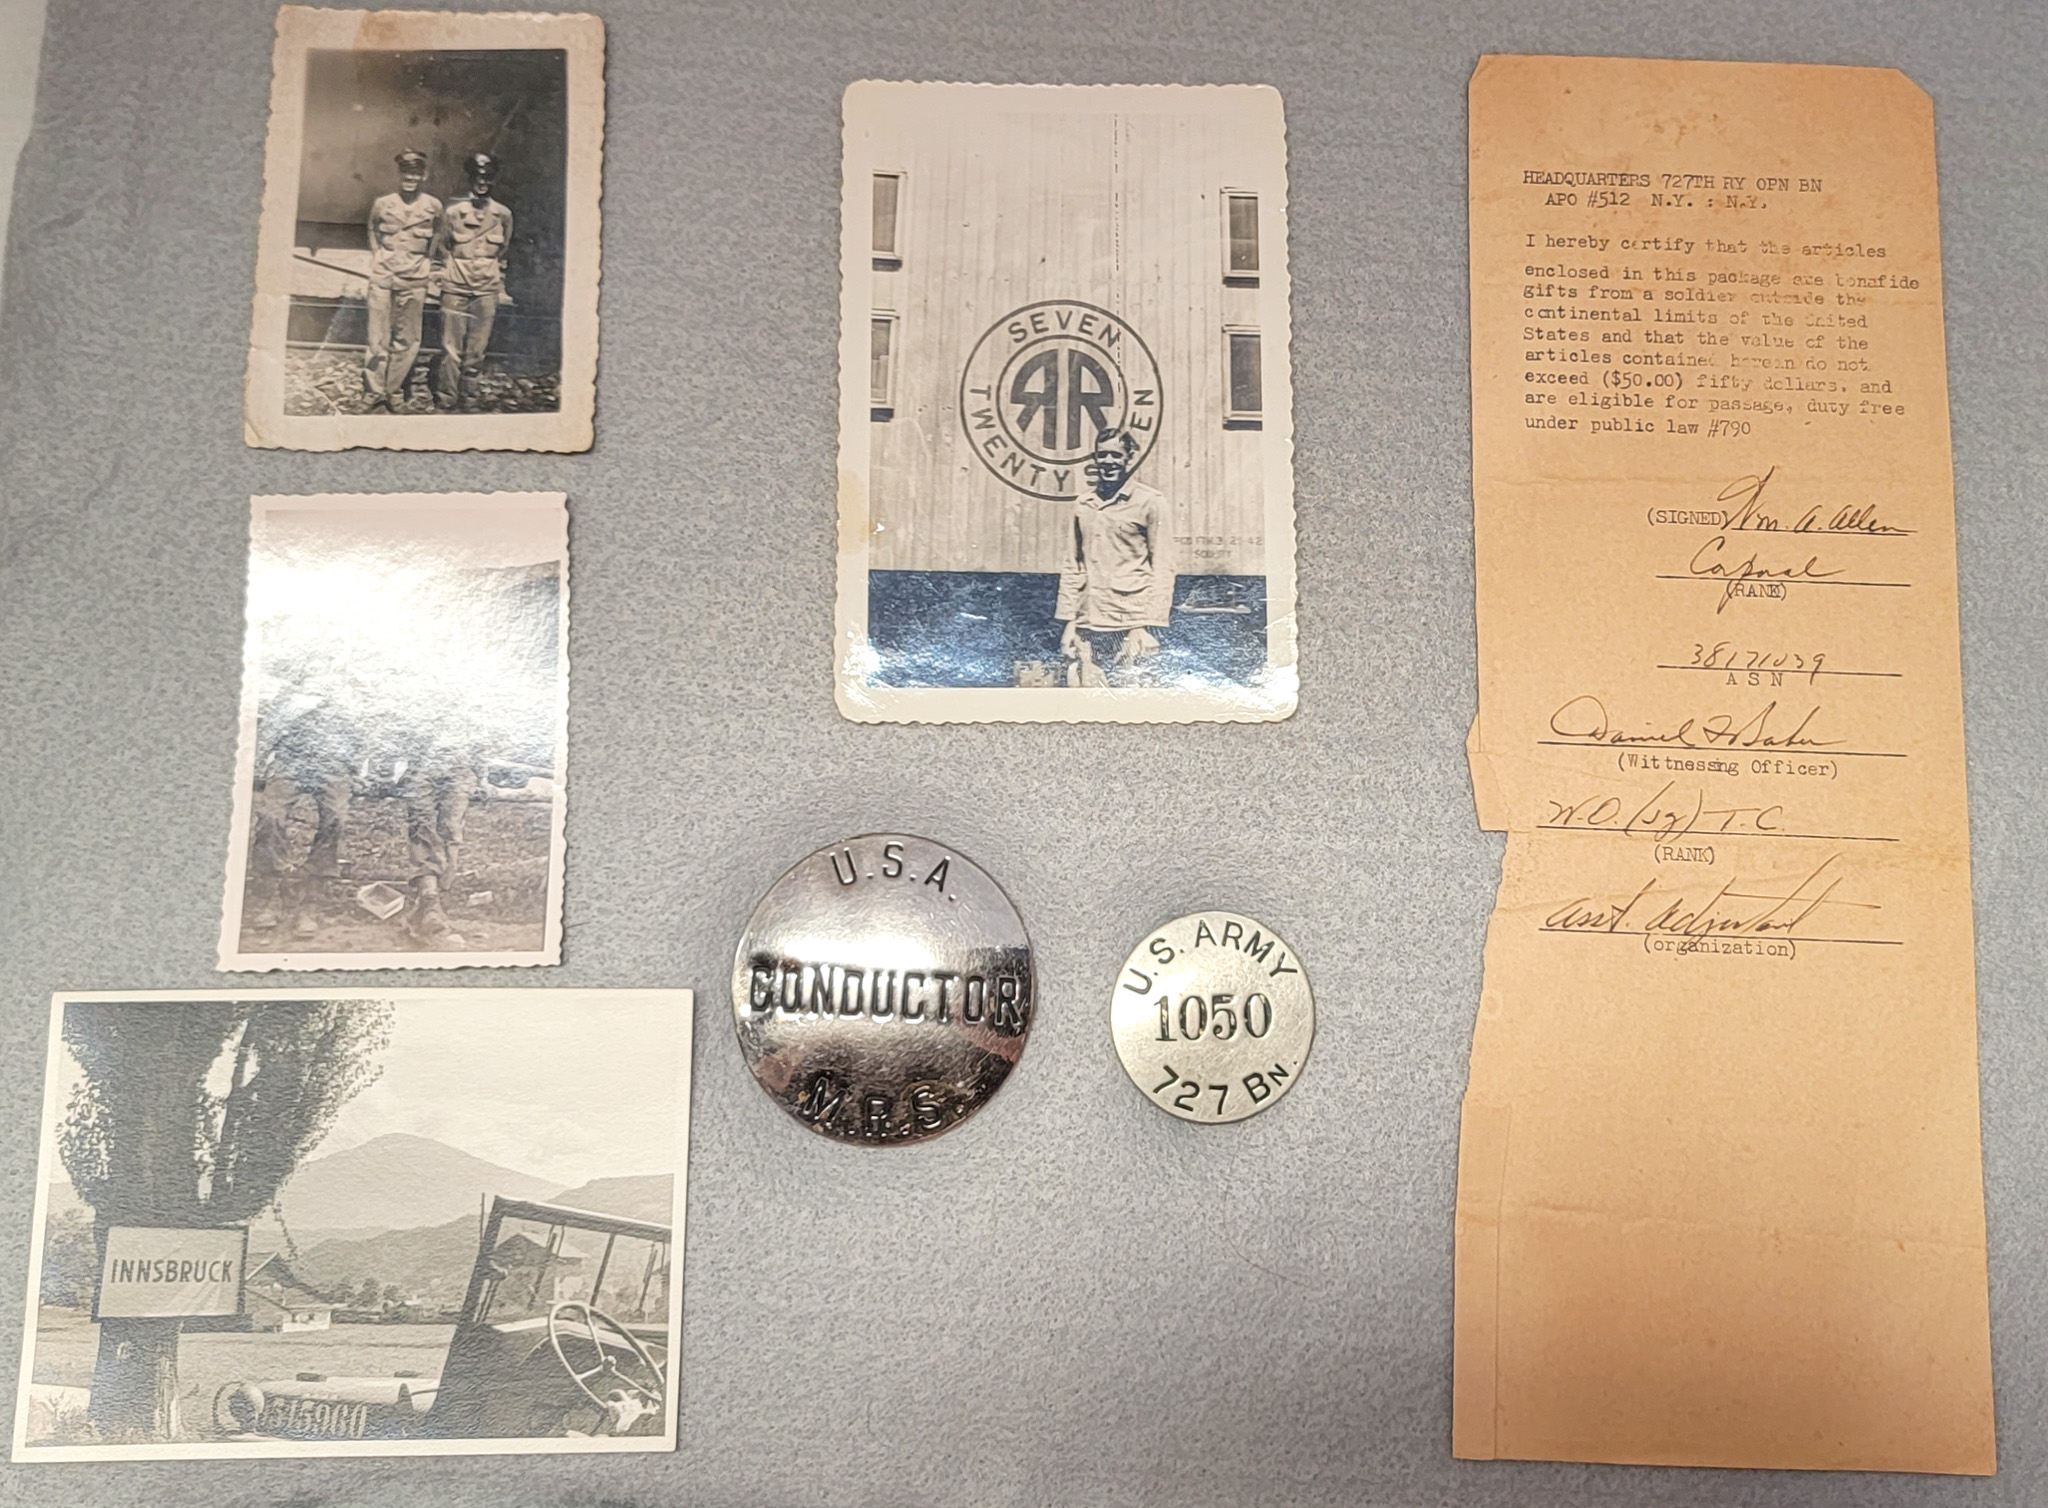 SEVEN
TWENTY SEVEN
RR
HEADQUARTERS 727TH RY OPN BN
APO #512 N.Y. : N.Y.
I hereby certify that the articles
enclosed in this package are bonafide
gifts from a soldier outside the
continental limits of the United
States and that the value of the
articles contained herein do not
exceed ($50.00) fifty dollars, and
are eligible for passage, duty free
under public law #790
(SIGNED) Wm. A. Allen
Corporal
(RANK)
38171039
A S N
Daniel F Baker
(Wittnessing Officer)
W.O. (jg) T.C.
(RANK)
Asst. Adjutant
(organization)
U.S.A.
CONDUCTOR
M.R.S.
U.S. ARMY
1050
727 BN.
INNSBRUCK